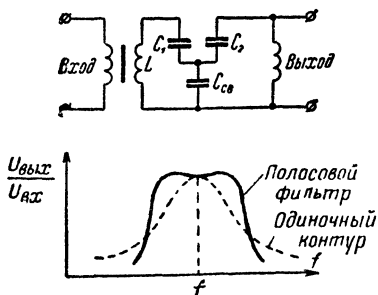 Вход
L
C₁
C₂
Cсв
Выход
Uвых
Uвх
Полосовой
фильтр
Одиночный
контур
f
f